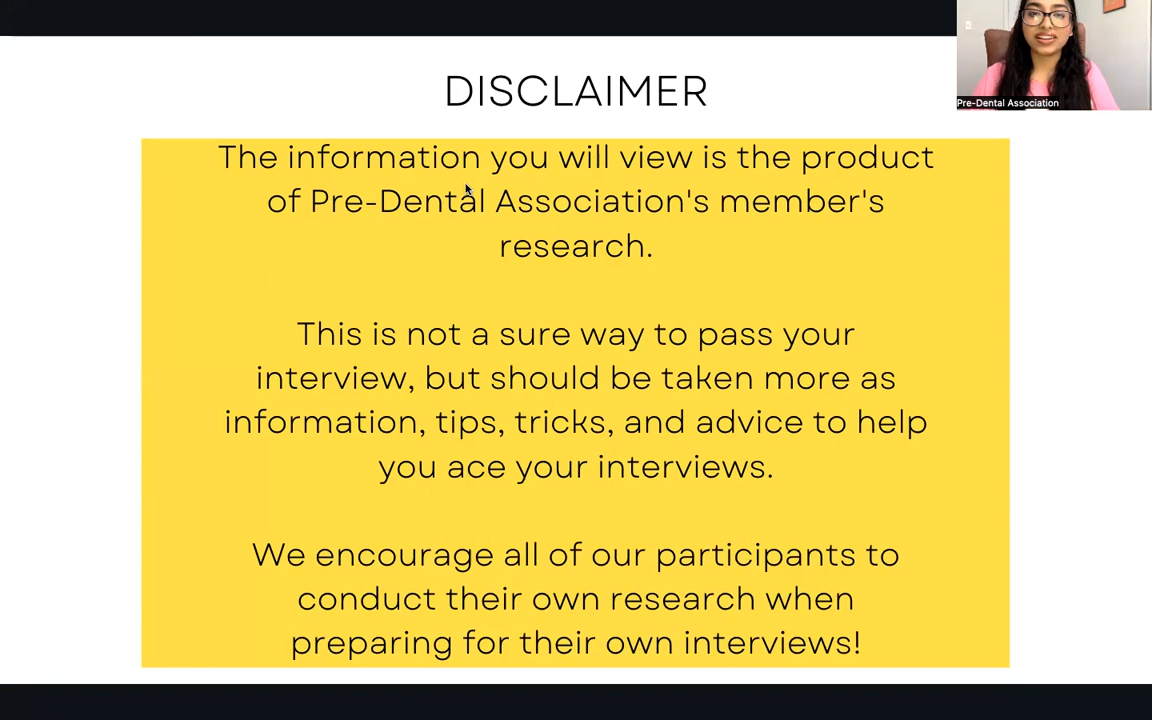 DISCLAIMER
Pre-Dental Association
The information you will view is the product
of Pre-Dental Association's member's
research.
This is not a sure way to pass your
interview, but should be taken more as
information, tips, tricks, and advice to help
you ace your interviews.
We encourage all of our participants to
conduct their own research when
preparing for their own interviews!